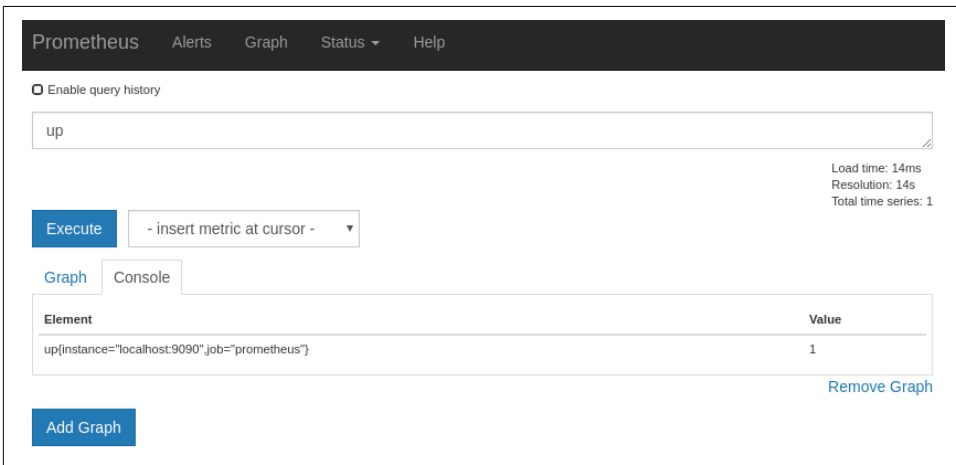 Prometheus Alerts Graph Status Help
Enable query history
up
Load time: 14ms
Resolution: 14s
Total time series: 1
Execute - insert metric at cursor -
Graph Console
Element Value
up{instance="localhost:9090",job="prometheus"} 1
Remove Graph
Add Graph